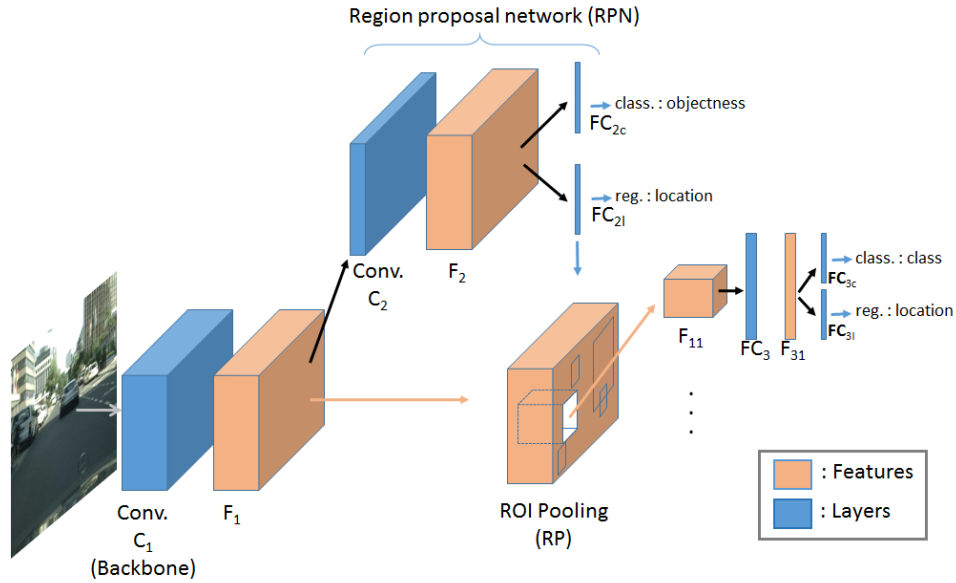 Region proposal network (RPN)
class. : objectness
FC2c
reg. : location
FC2l
Conv.
C2
F2
class. : class
FC3c
reg. : location
FC3l
F11
FC3
F31
Conv.
C1
(Backbone)
F1
ROI Pooling
(RP)
: Features
: Layers